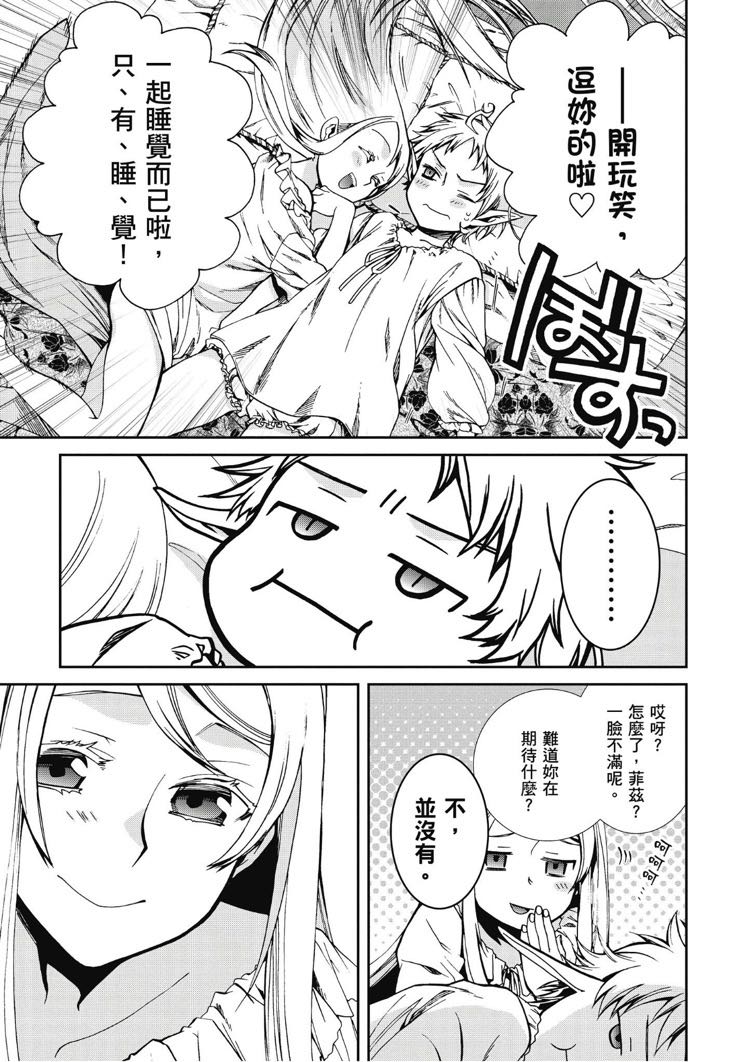 ——開玩笑，
逗妳的啦♡
一起睡覺而已啦，
只、有、睡、覺！
ぼすっ
………
哎呀？
怎麼了，菲茲？
一臉不滿呢。
難道妳在
期待什麼？
呵呵呵
不，
並沒有。